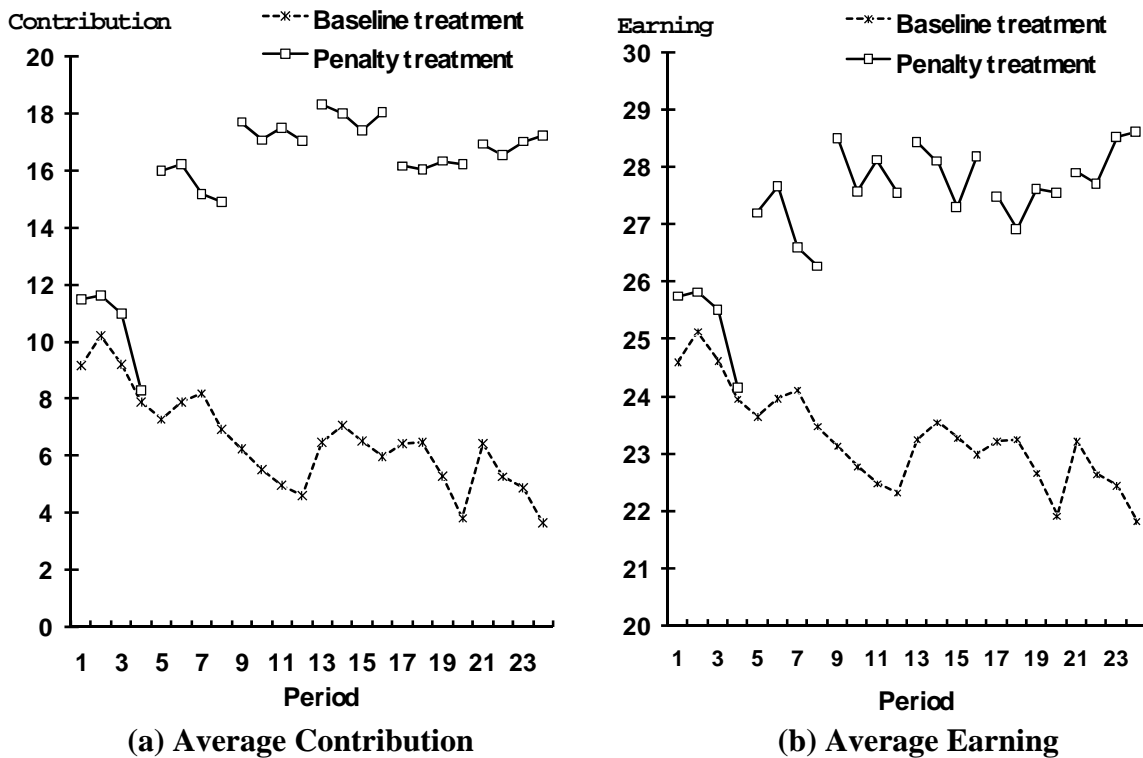 Contribution
Baseline treatment
Penalty treatment
20
18
16
14
12
10
8
6
4
2
0
1 3 5 7 9 11 13 15 17 19 21 23
Period
(a) Average Contribution
Earning
Baseline treatment
Penalty treatment
30
29
28
27
26
25
24
23
22
21
20
1 3 5 7 9 11 13 15 17 19 21 23
Period
(b) Average Earning